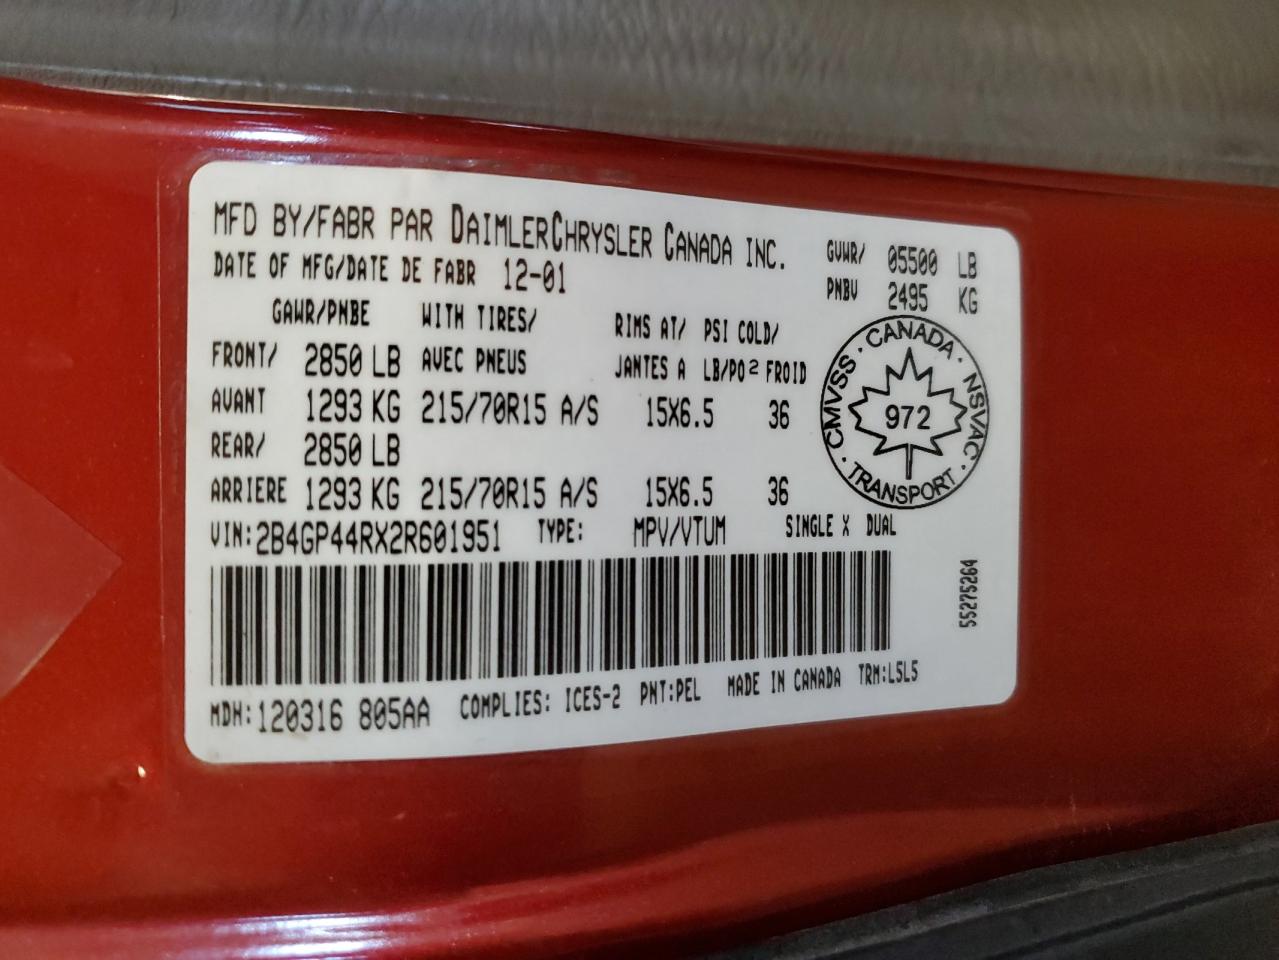 MFD BY/FABR PAR DAIMLERCHRYSLER CANADA INC.
DATE OF MFG/DATE DE FABR 12-01
GVWR/ 05500 LB
PNBV 2495 KG
GAWR/PNBE WITH TIRES/ RIMS AT/ PSI COLD/
FRONT/ 2850 LB AVEC PNEUS JANTES A LB/PO² FROID
AVANT 1293 KG 215/70R15 A/S 15X6.5 36
REAR/ 2850 LB
ARRIERE 1293 KG 215/70R15 A/S 15X6.5 36
CMVSS · CANADA · NSVAC · TRANSPORT ·
972
VIN:2B4GP44RX2R601951 TYPE: MPV/VTUM SINGLE X DUAL
55275264
MDH:120316 805AA COMPLIES: ICES-2 PNT:PEL MADE IN CANADA TRM:L5L5